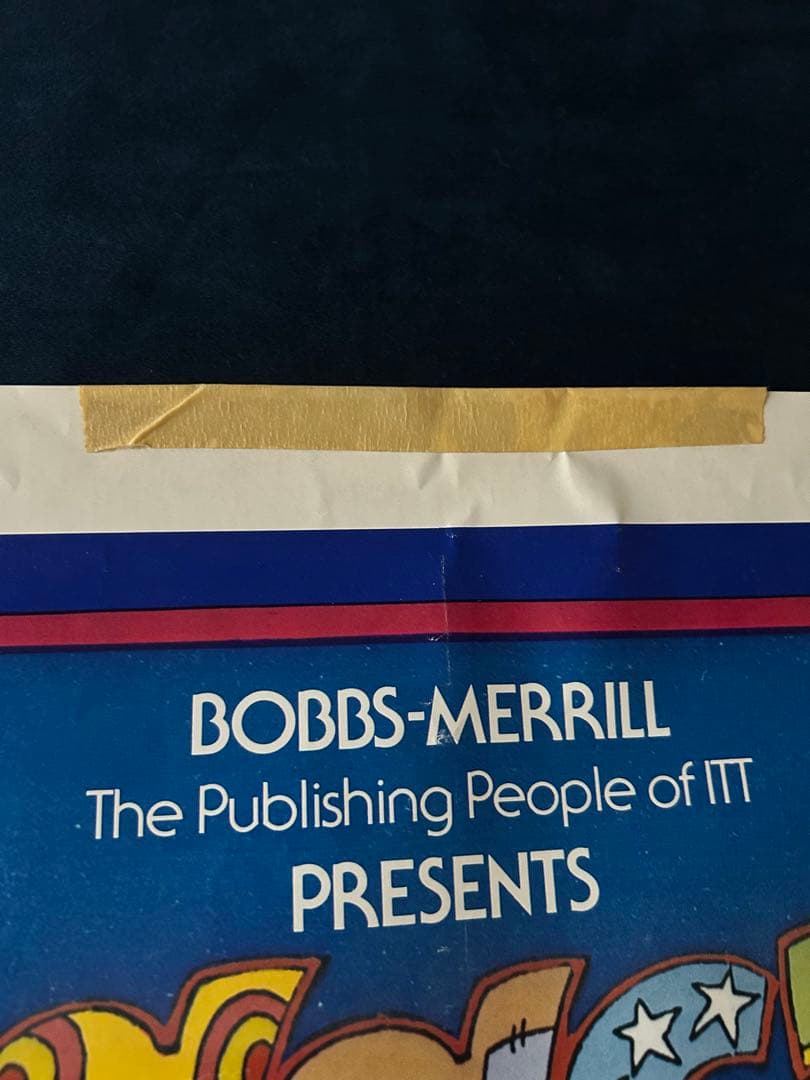 BOBBS-MERRILL
The Publishing People of ITT
PRESENTS